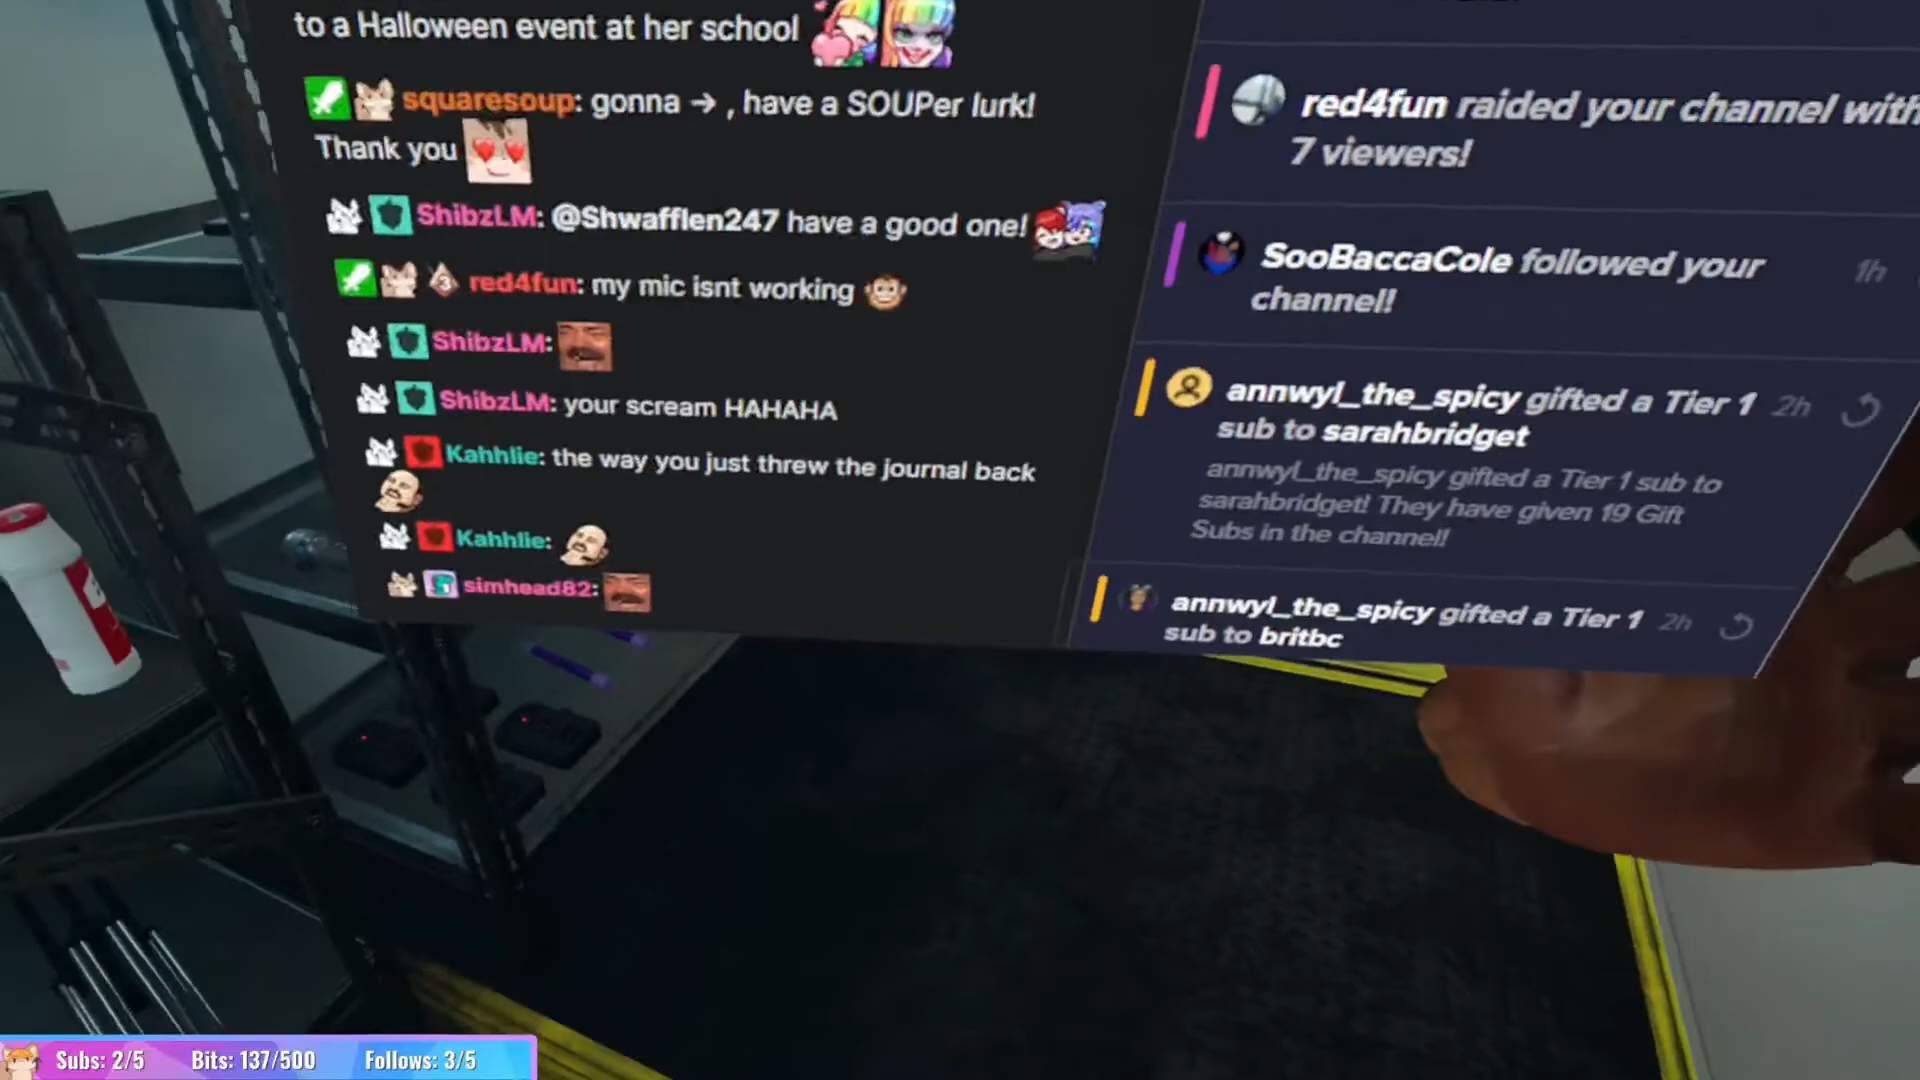 to a Halloween event at her school
squaresoup: gonna → , have a SOUPer lurk!
Thank you
ShibzLM: @Shwafflen247 have a good one!
3 red4fun: my mic isnt working
ShibzLM:
ShibzLM: your scream HAHAHA
Kahhlie: the way you just threw the journal back
Kahhlie:
simhead82:
red4fun raided your channel with
7 viewers!
SooBaccaCole followed your 1h
channel!
annwyl_the_spicy gifted a Tier 1 2h
sub to sarahbridget
annwyl_the_spicy gifted a Tier 1 sub to
sarahbridget! They have given 19 Gift
Subs in the channel!
annwyl_the_spicy gifted a Tier 1 2h
sub to britbc
Subs: 2/5 Bits: 137/500 Follows: 3/5